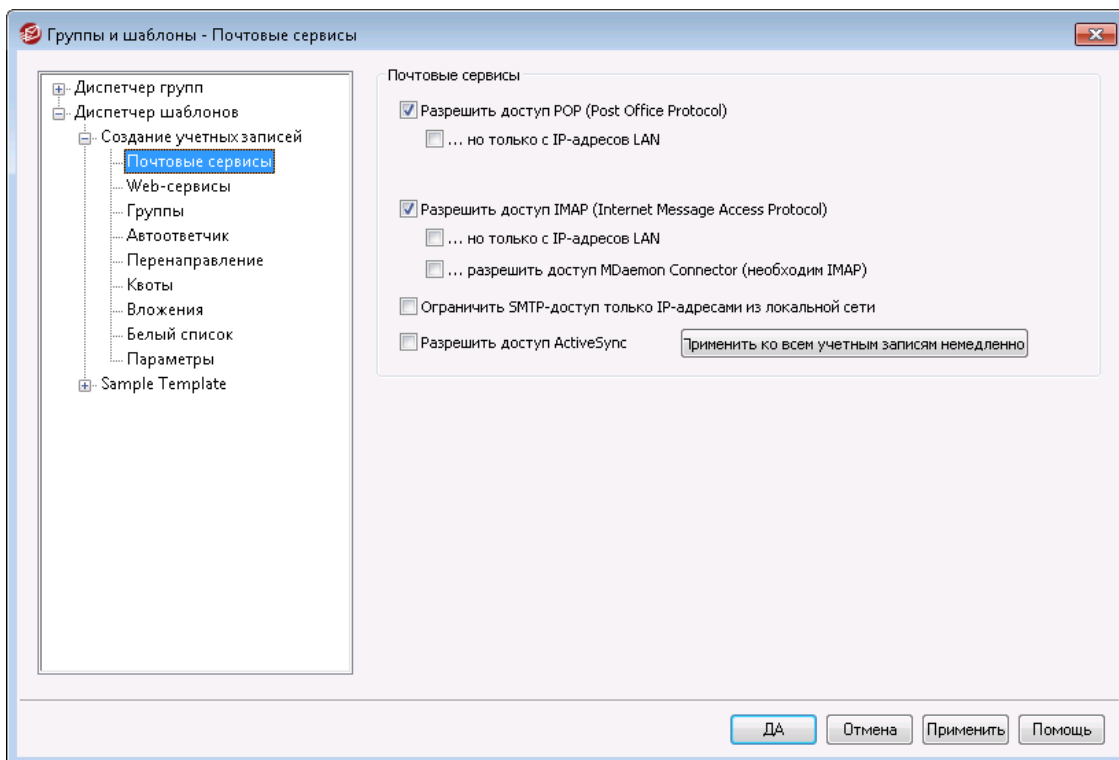 Группы и шаблоны - Почтовые сервисы
Диспетчер групп
Диспетчер шаблонов
Создание учетных записей
Почтовые сервисы
Web-сервисы
Группы
Автоответчик
Перенаправление
Квоты
Вложения
Белый список
Параметры
Sample Template
Почтовые сервисы
Разрешить доступ POP (Post Office Protocol)
... но только с IP-адресов LAN
Разрешить доступ IMAP (Internet Message Access Protocol)
... но только с IP-адресов LAN
... разрешить доступ MDaemon Connector (необходим IMAP)
Ограничить SMTP-доступ только IP-адресами из локальной сети
Разрешить доступ ActiveSync
Применить ко всем учетным записям немедленно
ДА
Отмена
Применить
Помощь